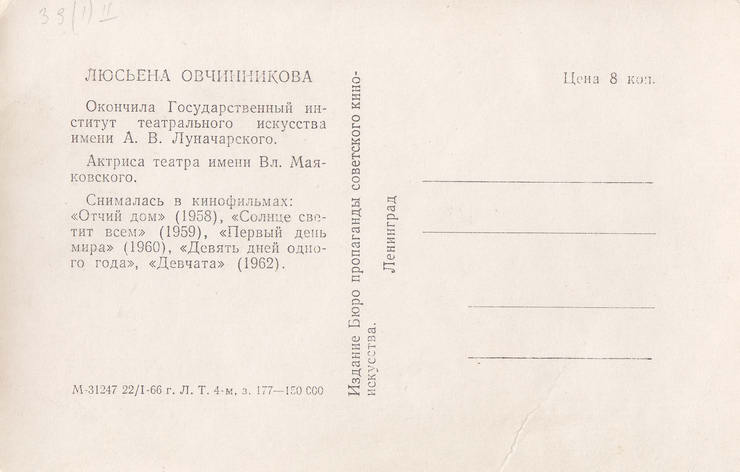 39(1) II
ЛЮСЬЕНА ОВЧИННИКОВА
Окончила Государственный ин-
ститут театрального искусства
имени А. В. Луначарского.
Актриса театра имени Вл. Мая-
ковского.
Снималась в кинофильмах:
«Отчий дом» (1958), «Солнце све-
тит всем» (1959), «Первый день
мира» (1960), «Девять дней одно-
го года», «Девчата» (1962).
М-31247 22/I-66 г. Л. Т. 4-м, з. 177—150 000
Издание Бюро пропаганды советского кино-
искусства.
Ленинград
Цена 8 коп.